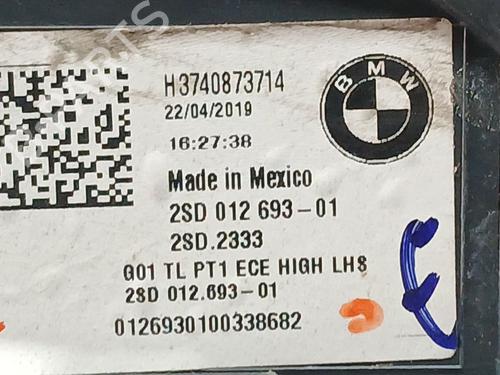 BMW
H3740873714
22/04/2019
16:27:38
Made in Mexico
2SD 012 693-01
2SD.2333
G01 TL PT1 ECE HIGH LHS
2SD 012.693-01
0126930100338682